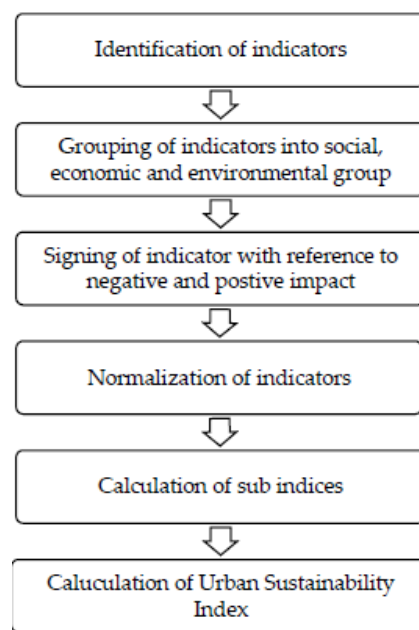 Identification of indicators
Grouping of indicators into social,
economic and environmental group
Signing of indicator with reference to
negative and postive impact
Normalization of indicators
Calculation of sub indices
Caluculation of Urban Sustainability
Index